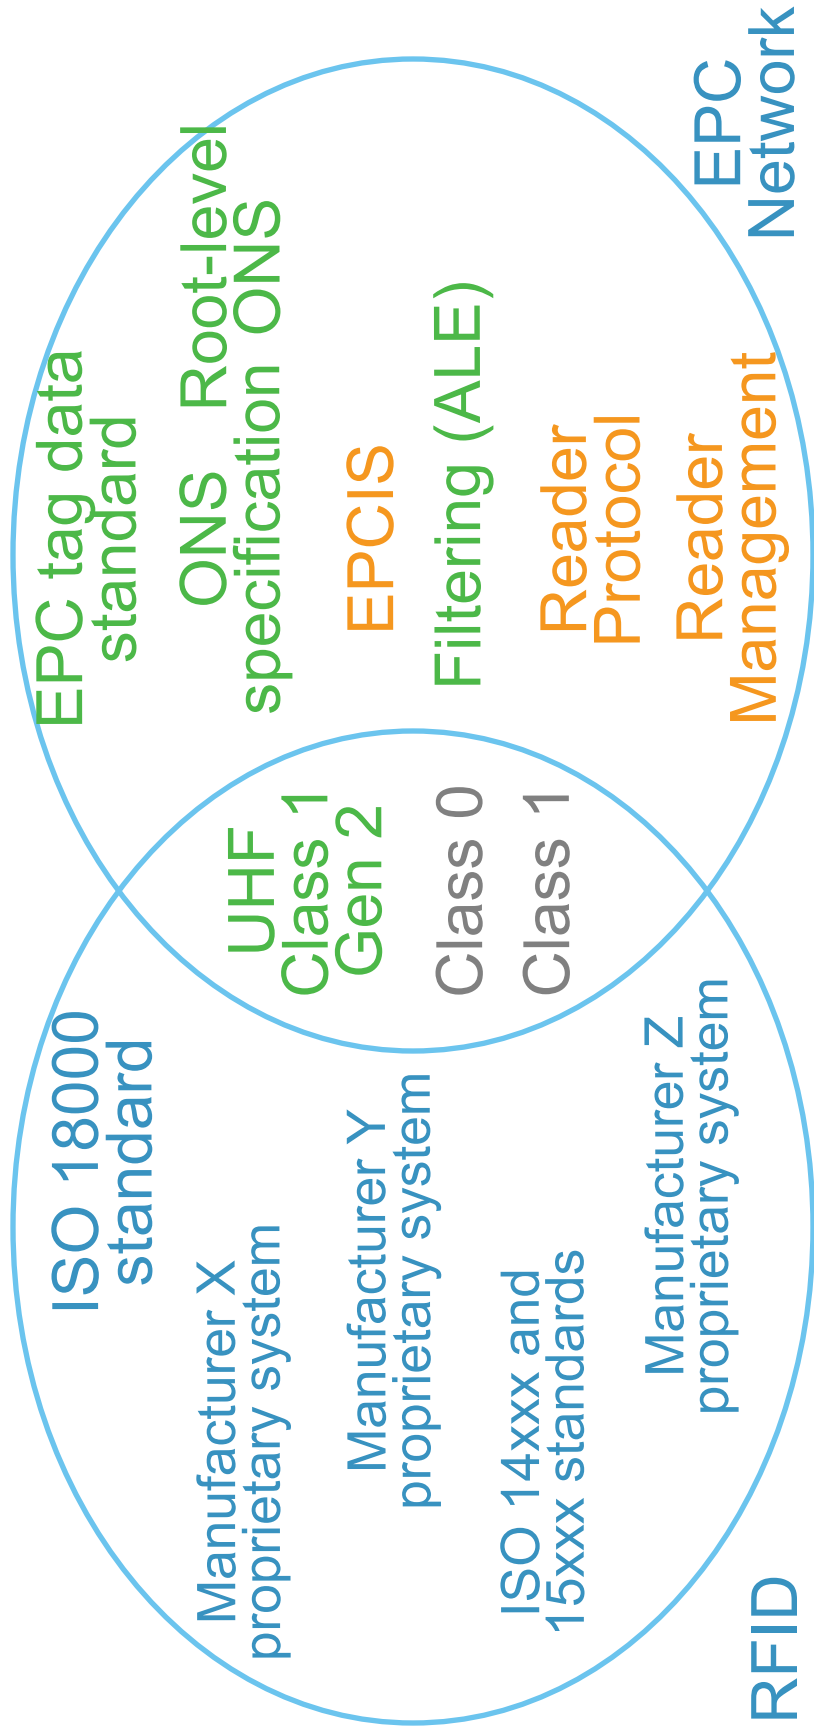 ISO 18000
standard
Manufacturer X
proprietary system
Manufacturer Y
proprietary system
ISO 14xxx and
15xxx standards
Manufacturer Z
proprietary system
RFID
UHF
Class 1
Gen 2
Class 0
Class 1
EPC tag data
standard
ONS
specification
Root-level
ONS
EPCIS
Filtering (ALE)
Reader
Protocol
Reader
Management
EPC
Network